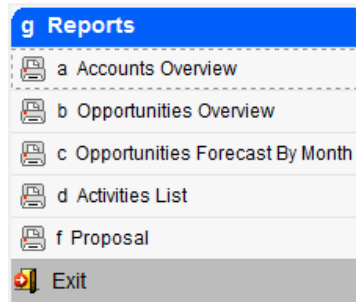 g Reports
a Accounts Overview
b Opportunities Overview
c Opportunities Forecast By Month
d Activities List
f Proposal
Exit